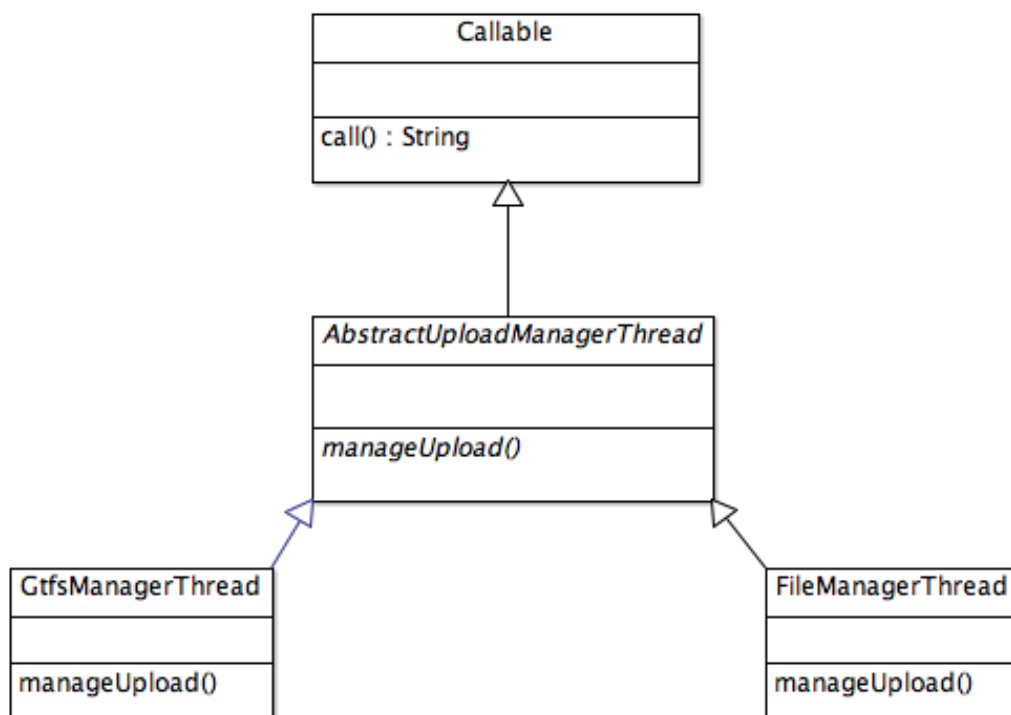 Callable
call() : String
AbstractUploadManagerThread
manageUpload()
GtfsManagerThread
manageUpload()
FileManagerThread
manageUpload()